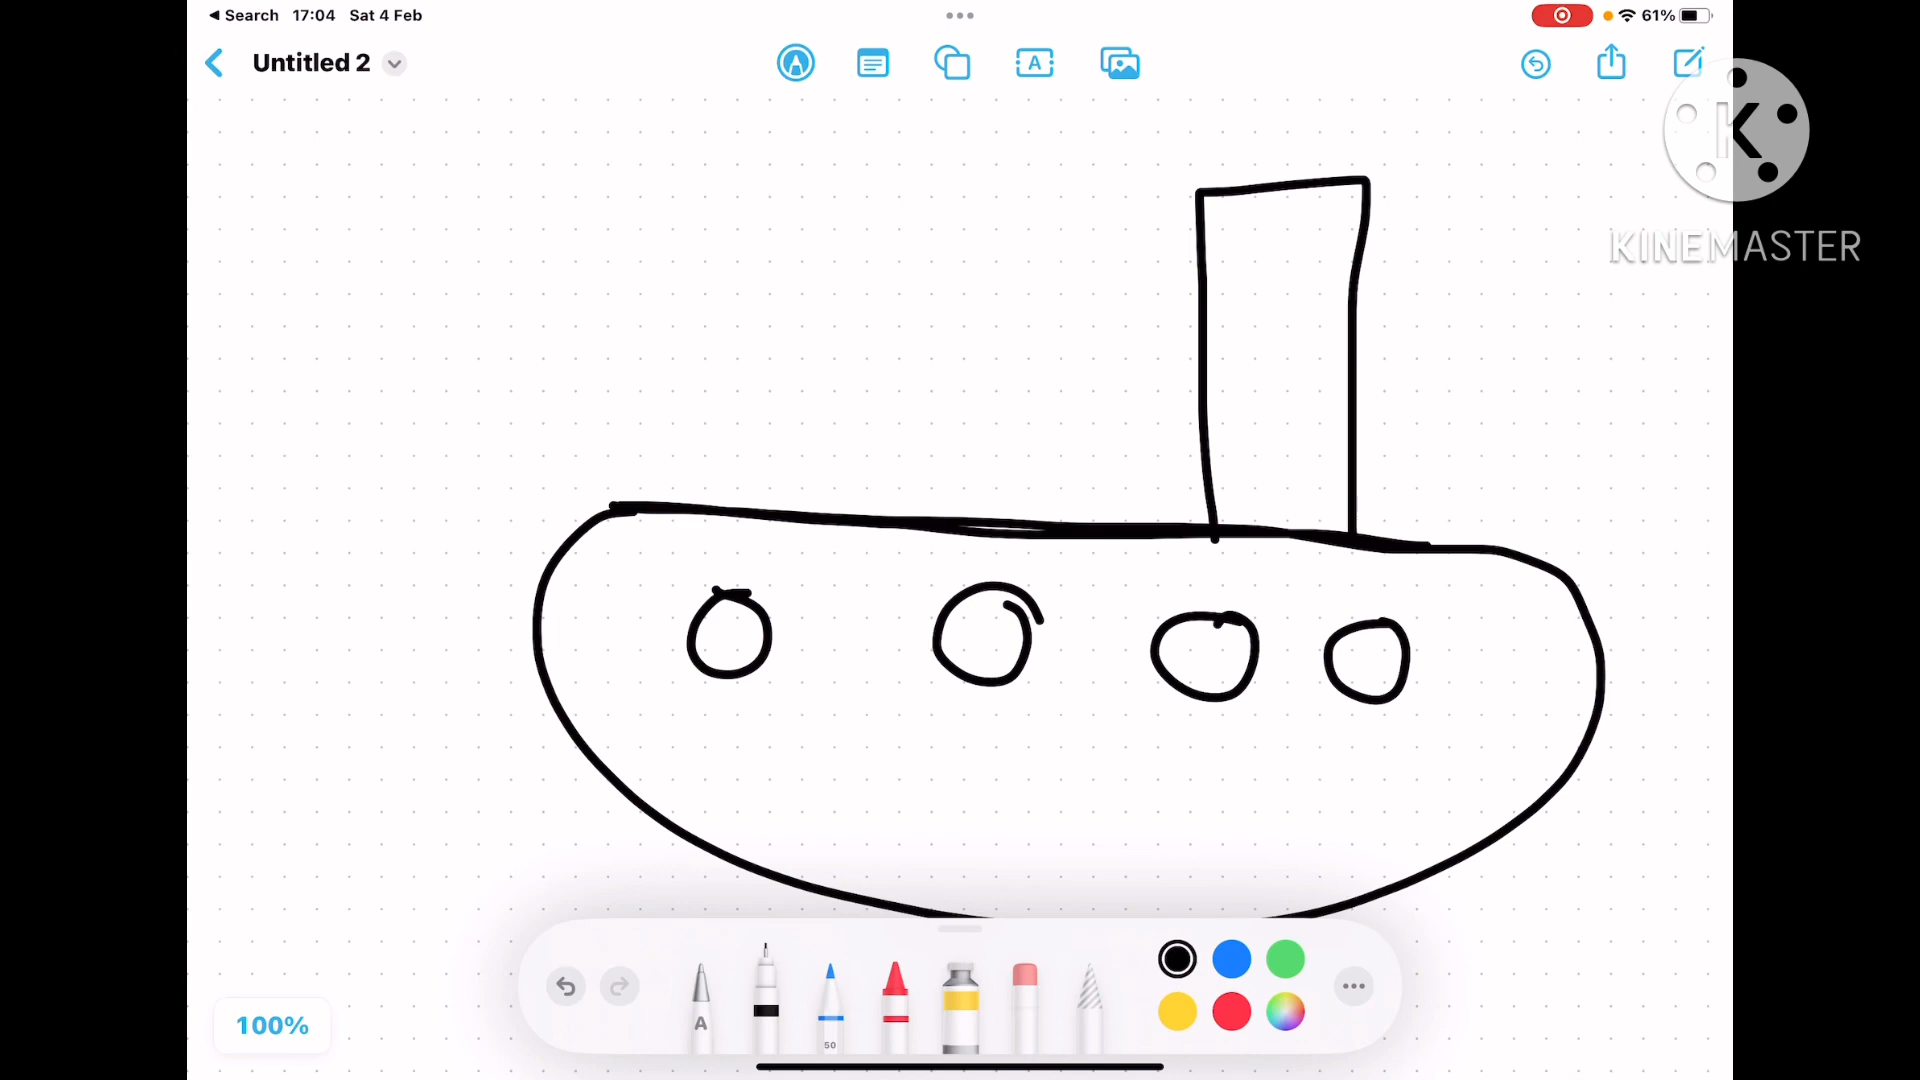 Search 17:04 Sat 4 Feb 61%
Untitled 2
A
K
KINEMASTER
A
50
100%